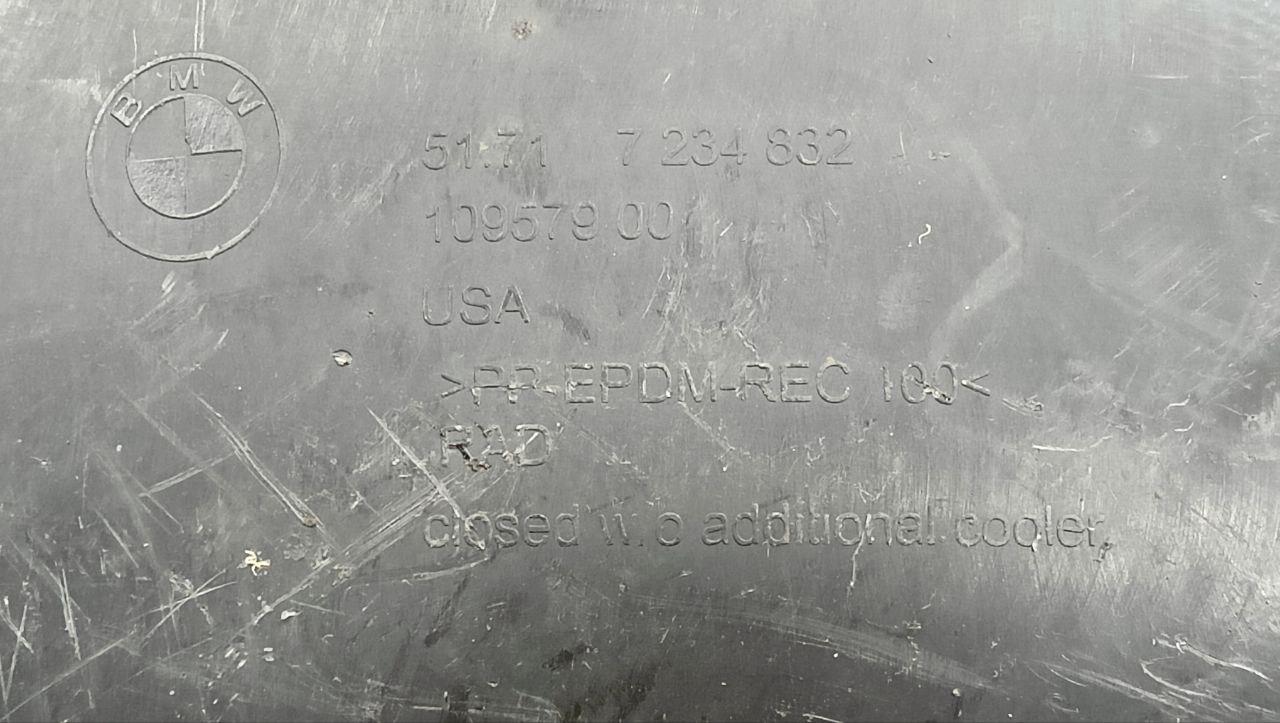 BMW
51.71 7 234 832
109579 00
USA
>PP-EPDM-REC 100<
RAD
closed w.o additional cooler